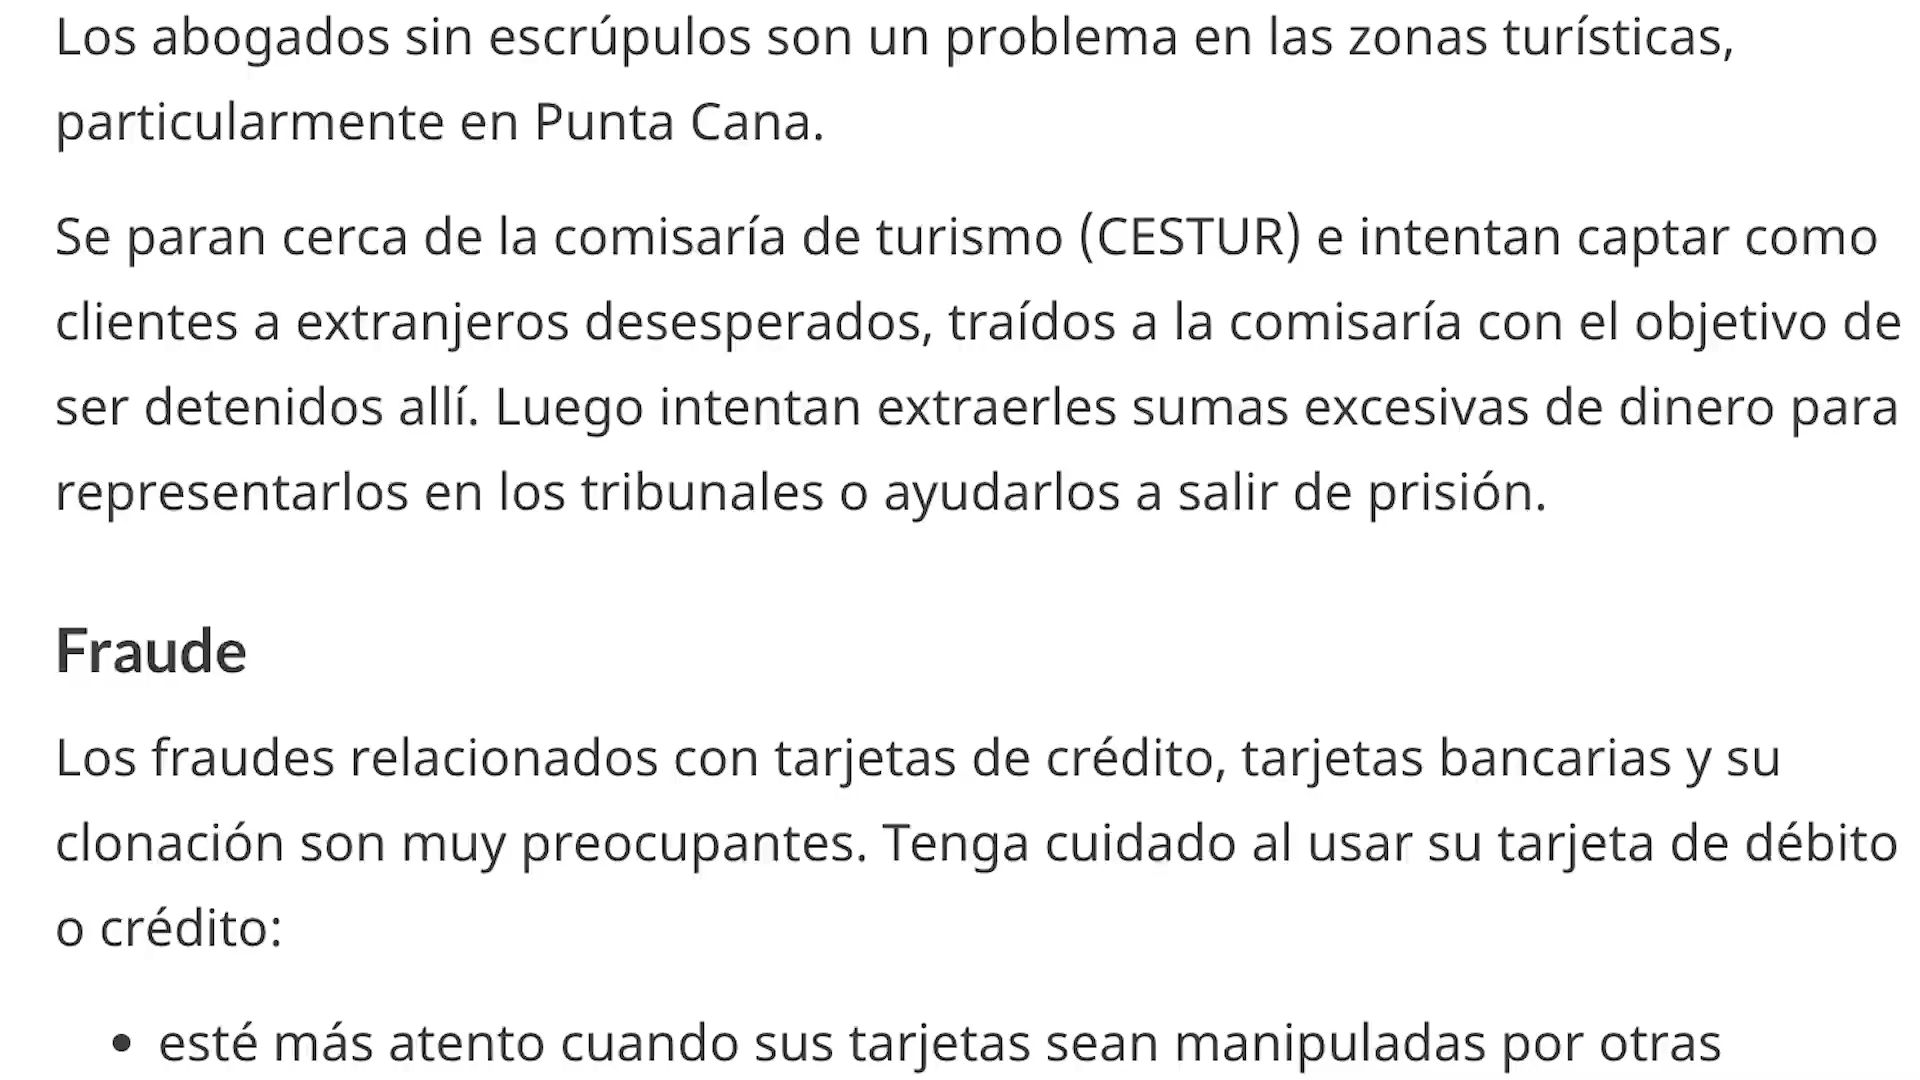 Los abogados sin escrúpulos son un problema en las zonas turísticas,
particularmente en Punta Cana.
Se paran cerca de la comisaría de turismo (CESTUR) e intentan captar como
clientes a extranjeros desesperados, traídos a la comisaría con el objetivo de
ser detenidos allí. Luego intentan extraerles sumas excesivas de dinero para
representarlos en los tribunales o ayudarlos a salir de prisión.
Fraude
Los fraudes relacionados con tarjetas de crédito, tarjetas bancarias y su
clonación son muy preocupantes. Tenga cuidado al usar su tarjeta de débito
o crédito:
• esté más atento cuando sus tarjetas sean manipuladas por otras